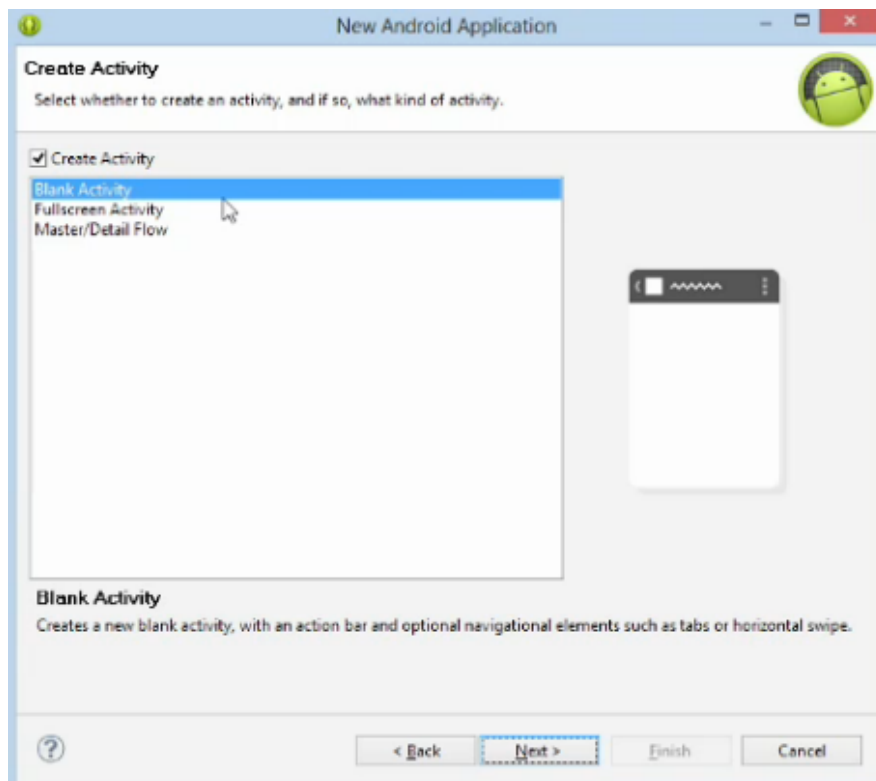 New Android Application
Create Activity
Select whether to create an activity, and if so, what kind of activity.
Create Activity
Blank Activity
Fullscreen Activity
Master/Detail Flow
Blank Activity
Creates a new blank activity, with an action bar and optional navigational elements such as tabs or horizontal swipe.
< Back Next > Finish Cancel